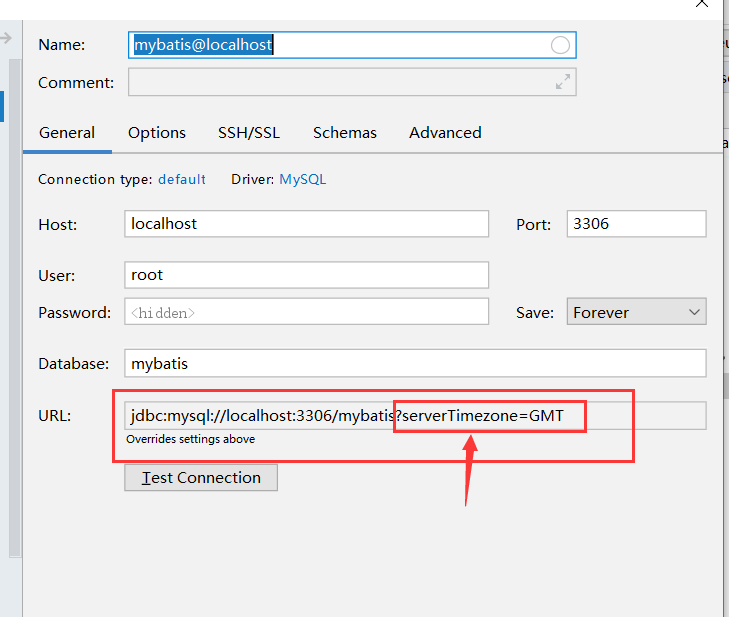 Name: mybatis@localhost
Comment:
General Options SSH/SSL Schemas Advanced
Connection type: default Driver: MySQL
Host: localhost Port: 3306
User: root
Password: <hidden> Save: Forever
Database: mybatis
URL: jdbc:mysql://localhost:3306/mybatis?serverTimezone=GMT
Overrides settings above
Test Connection